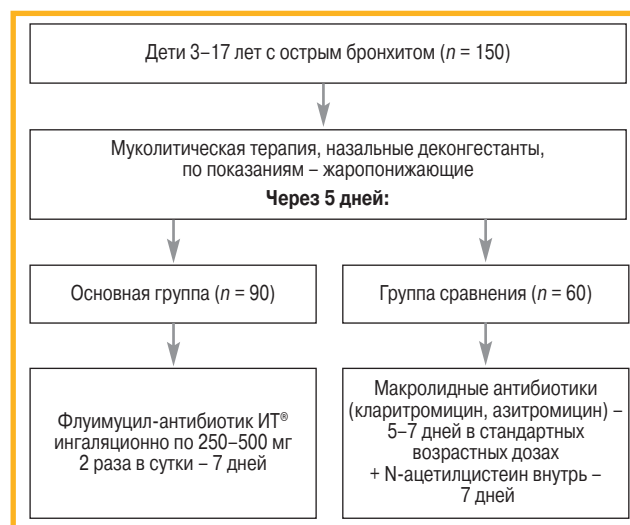 Дети 3–17 лет с острым бронхитом (n = 150)
Муколитическая терапия, назальные деконгестанты,
по показаниям – жаропонижающие
Через 5 дней:
Основная группа (n = 90)
Группа сравнения (n = 60)
Флуимуцил-антибиотик ИТ®
ингаляционно по 250–500 мг
2 раза в сутки – 7 дней
Макролидные антибиотики
(кларитромицин, азитромицин) –
5–7 дней в стандартных
возрастных дозах
+ N-ацетилцистеин внутрь –
7 дней